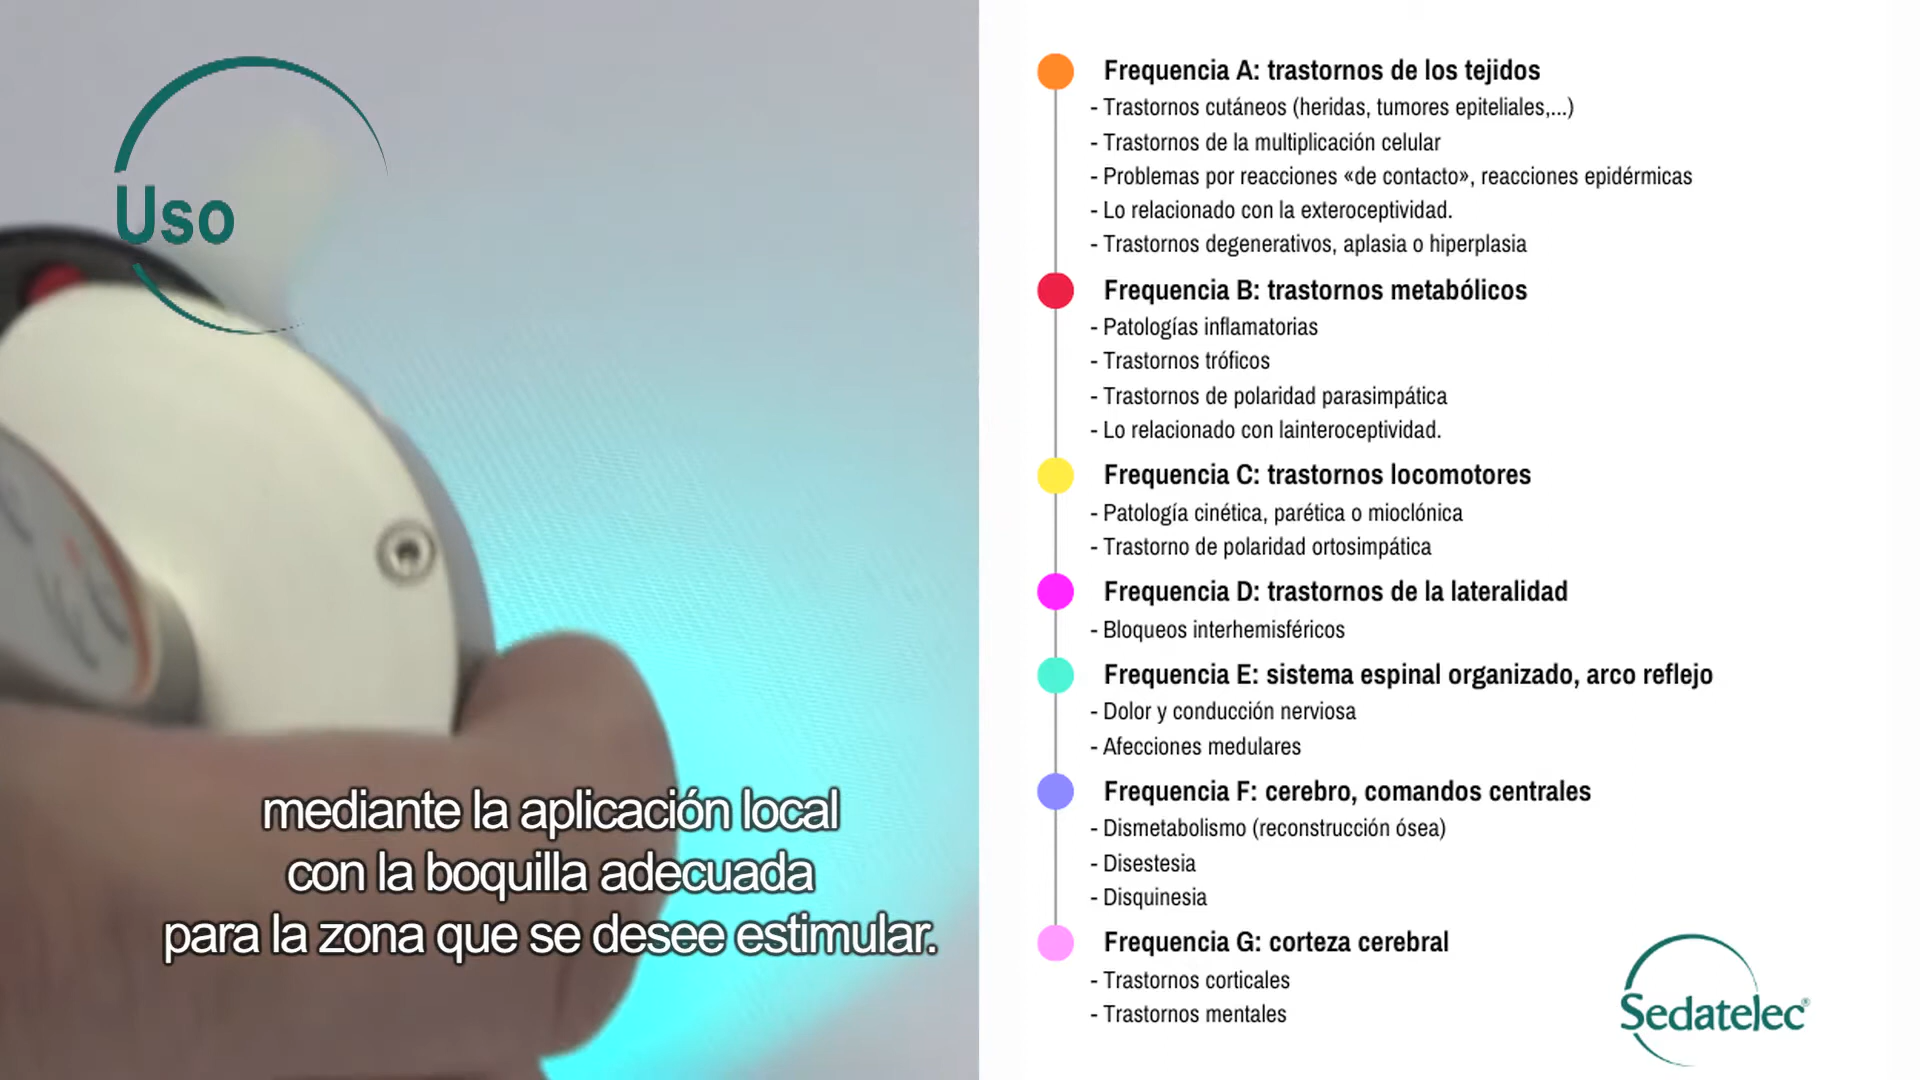 Uso
mediante la aplicación local
con la boquilla adecuada
para la zona que se desee estimular.
Frequencia A: trastornos de los tejidos
- Trastornos cutáneos (heridas, tumores epiteliales,...)
- Trastornos de la multiplicación celular
- Problemas por reacciones «de contacto», reacciones epidérmicas
- Lo relacionado con la exteroceptividad.
- Trastornos degenerativos, aplasia o hiperplasia
Frequencia B: trastornos metabólicos
- Patologías inflamatorias
- Trastornos tróficos
- Trastornos de polaridad parasimpática
- Lo relacionado con lainteroceptividad.
Frequencia C: trastornos locomotores
- Patología cinética, parética o mioclónica
- Trastorno de polaridad ortosimpática
Frequencia D: trastornos de la lateralidad
- Bloqueos interhemisféricos
Frequencia E: sistema espinal organizado, arco reflejo
- Dolor y conducción nerviosa
- Afecciones medulares
Frequencia F: cerebro, comandos centrales
- Dismetabolismo (reconstrucción ósea)
- Disestesia
- Disquinesia
Frequencia G: corteza cerebral
- Trastornos corticales
- Trastornos mentales
Sedatelec®